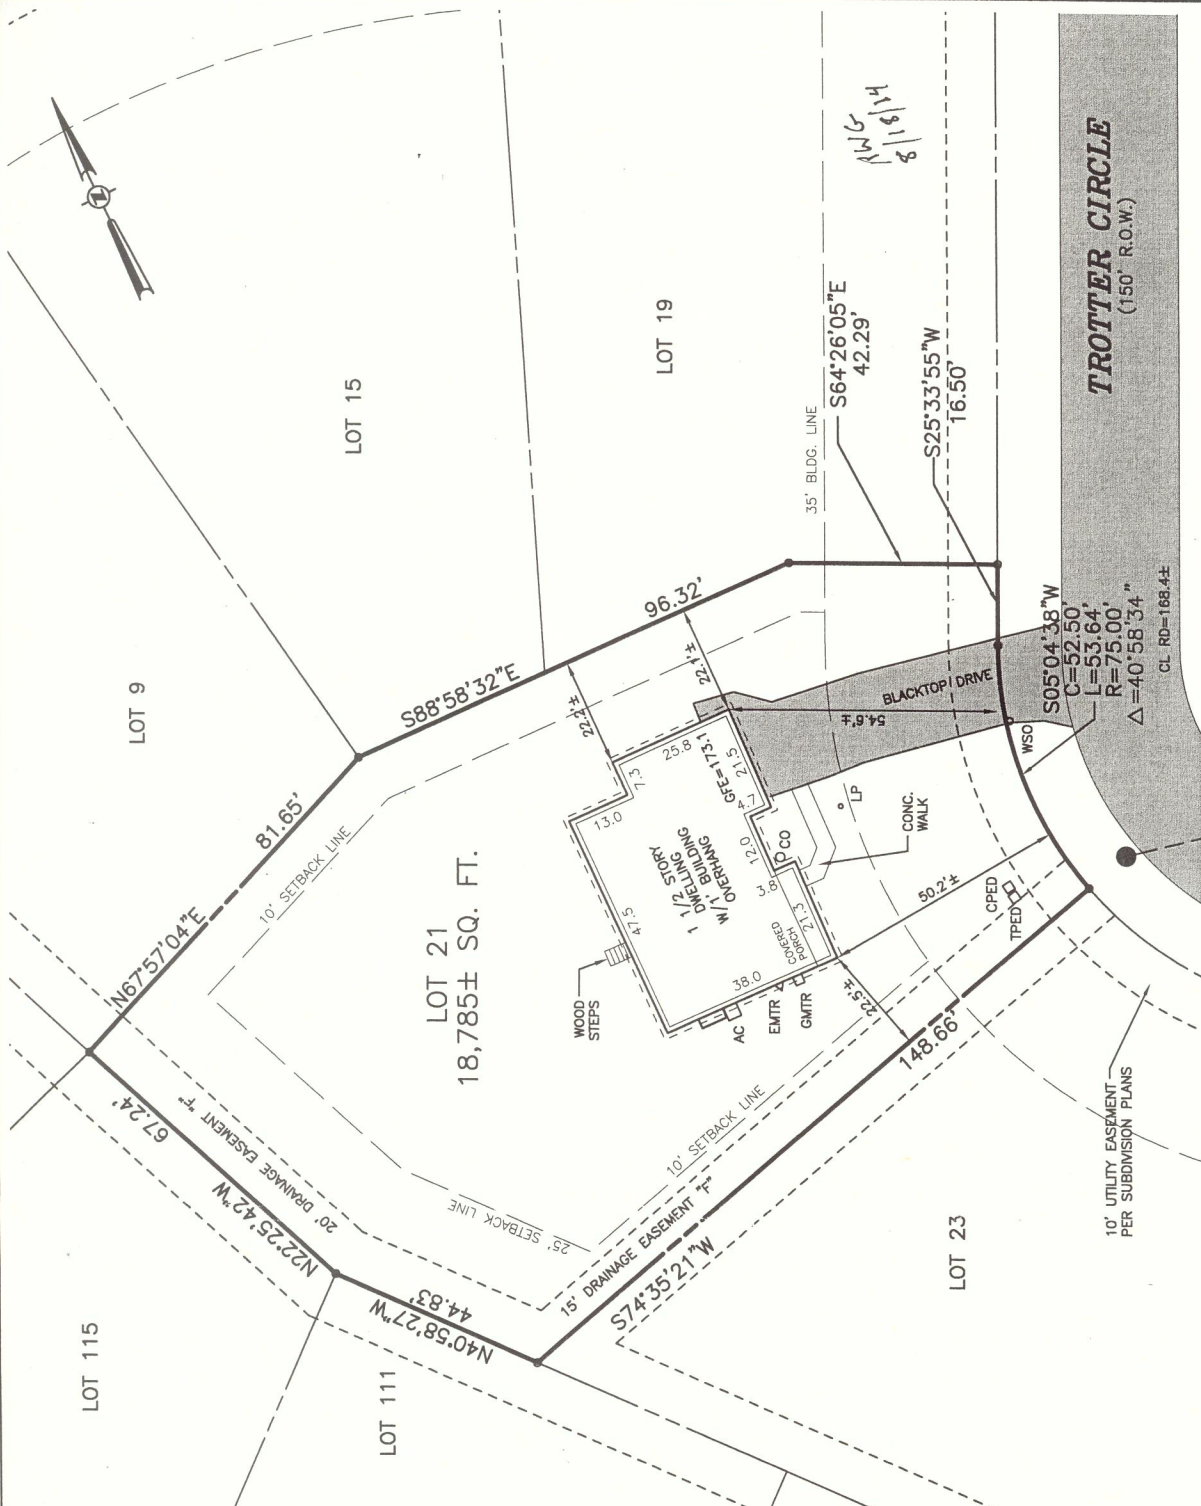 LOT 9
LOT 15
LOT 19
RWG
8/18/14
TROTTER CIRCLE
(150' R.O.W.)
S64°26'05"E
42.29'
S25°33'55"W
16.50'
35' BLDG. LINE
S05°04'38"W
C=52.50'
L=53.64'
R=75.00'
△=40°58'34"
CL RD=168.4±
96.32'
S88°58'32"E
81.65'
N67°57'04"E
10' SETBACK LINE
22.4'±
22.1'±
BLACKTOP DRIVE
54.6'±
WSO
LP
CONC.
WALK
CO
LOT 21
18,785± SQ. FT.
1 1/2 STORY
DWELLING
W/1' BUILDING
OVERHANG
GFE=173.1
25.8
7.3
13.0
47.5
38.0
21.5
4.7
12.0
3.8
21.3
COVERED
PORCH
WOOD
STEPS
AC
EMTR
GMTR
50.2'±
22.5'±
CPED
TPED
148.66'
S74°35'21"W
10' SETBACK LINE
15' DRAINAGE EASEMENT "F"
25' SETBACK LINE
20' DRAINAGE EASEMENT "F"
67.24'
N22°25'42"W
44.83'
N40°58'27"W
LOT 115
LOT 111
LOT 23
10' UTILITY EASEMENT
PER SUBDIVISION PLANS